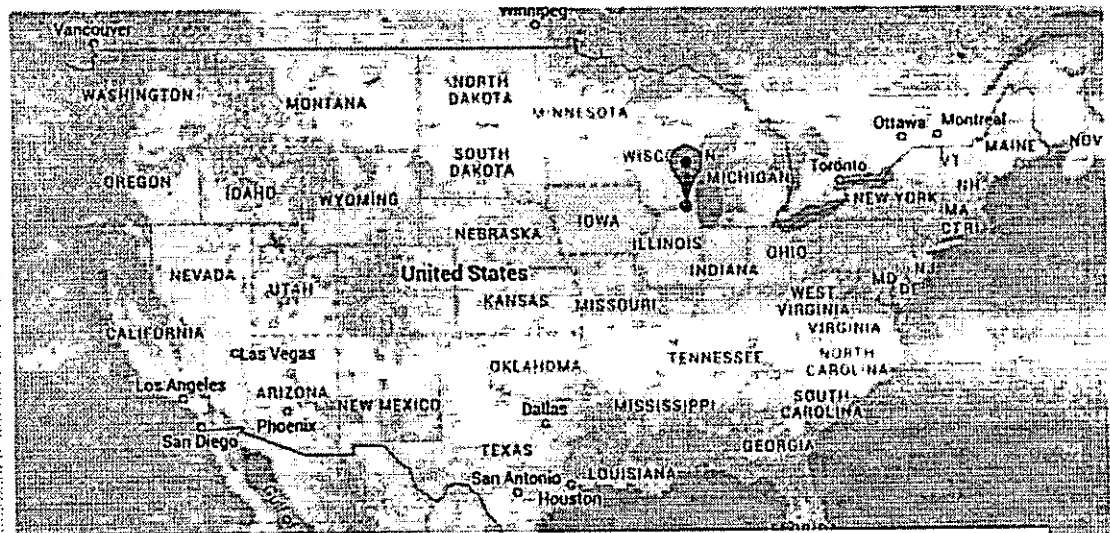 Winnipeg
Vancouver
WASHINGTON
MONTANA
NORTH
DAKOTA
MINNESOTA
Ottawa
Montreal
MAINE
NOV
OREGON
IDAHO
WYOMING
SOUTH
DAKOTA
MICHIGAN
Toronto
VT
NH
NEW YORK
MA
CT RI
IOWA
NEBRASKA
ILLINOIS
INDIANA
OHIO
NEVADA
UTAH
United States
KANSAS
MISSOURI
WEST
VIRGINIA
MD
DE
NJ
VIRGINIA
CALIFORNIA
Las Vegas
OKLAHOMA
TENNESSEE
NORTH
CAROLINA
Los Angeles
ARIZONA
Phoenix
NEW MEXICO
Dallas
MISSISSIPPI
SOUTH
CAROLINA
San Diego
TEXAS
GEORGIA
San Antonio
Houston
LOUISIANA